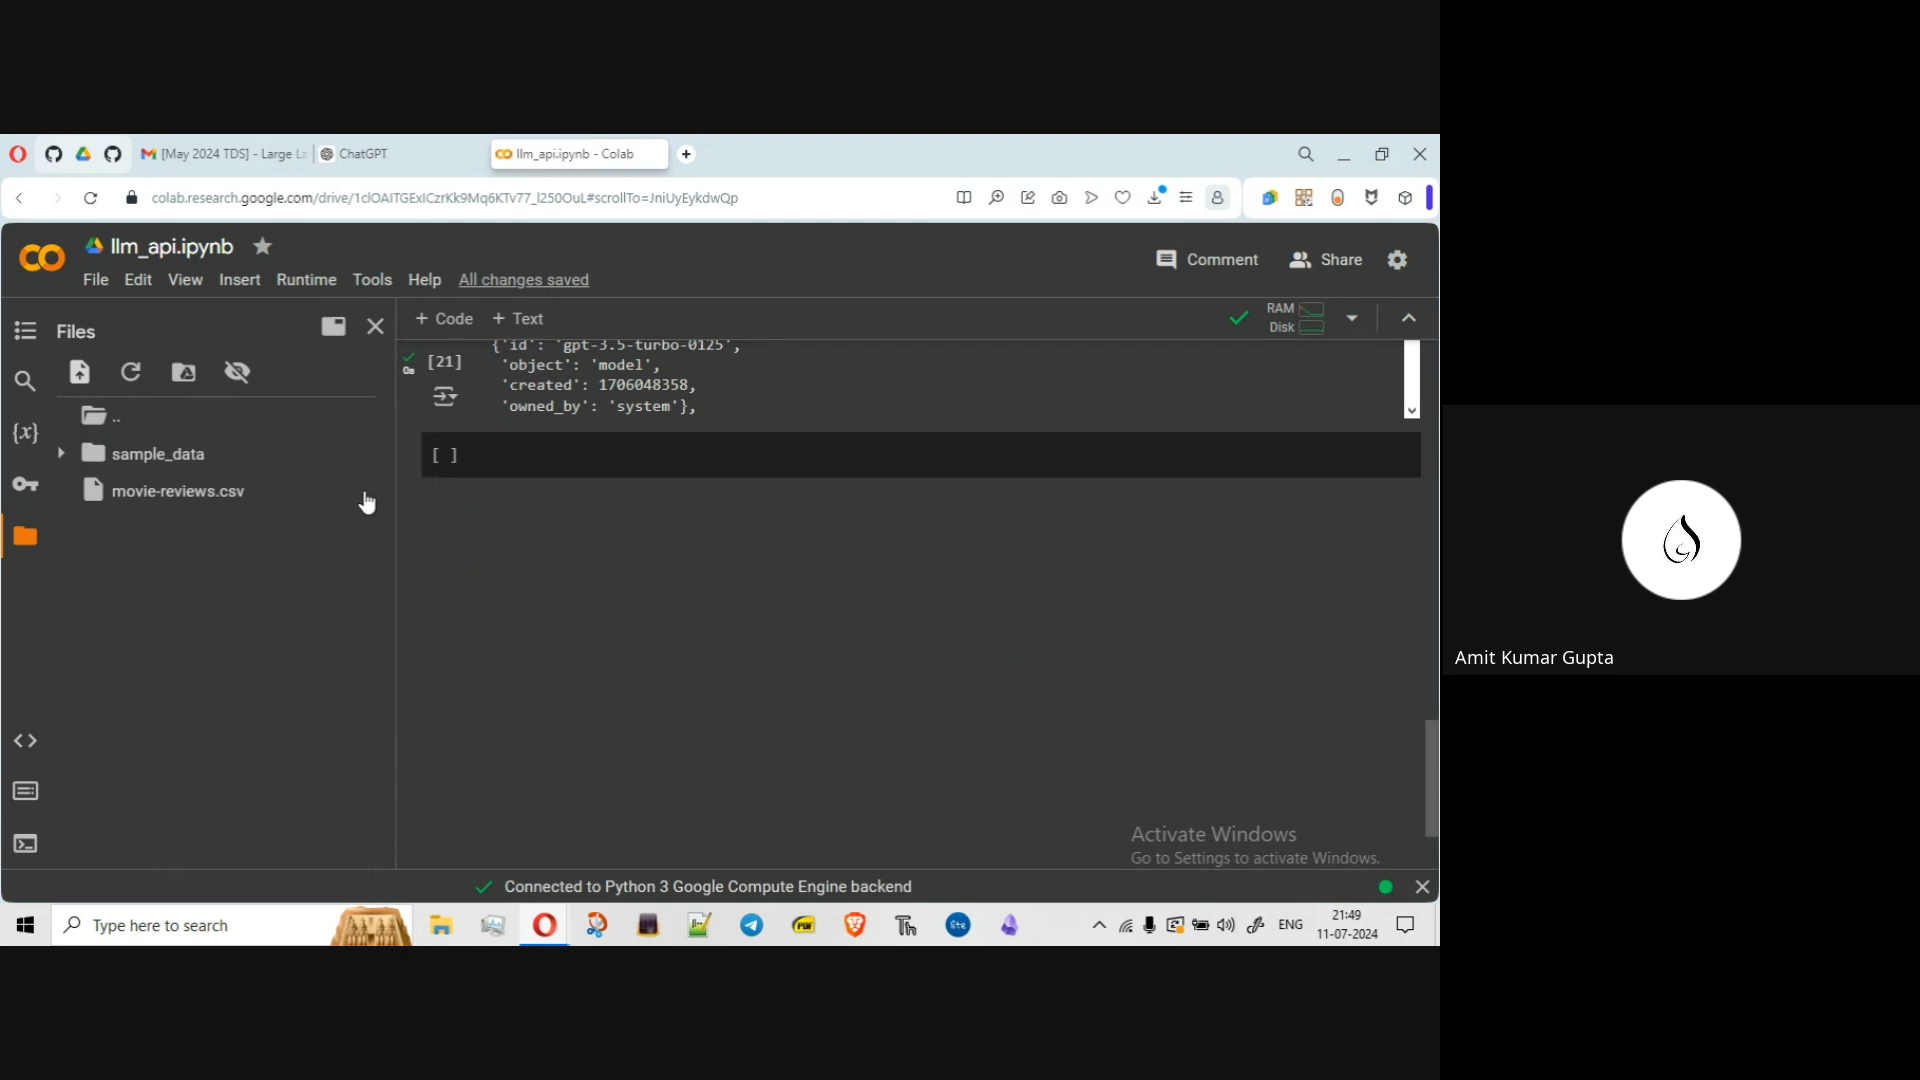 [May 2024 TDS] - Large La
ChatGPT
llm_api.ipynb - Colab
colab.research.google.com/drive/1clOAITGExICzrKk9Mq6KTv77_l250OuL#scrollTo=JniUyEykdwQp
llm_api.ipynb
Comment
Share
File Edit View Insert Runtime Tools Help All changes saved
Files
+ Code + Text
RAM
Disk
{'id': 'gpt-3.5-turbo-0125',
[21]
0s
'object': 'model',
'created': 1706048358,
'owned_by': 'system'},
..
{x}
sample_data
[ ]
movie-reviews.csv
Amit Kumar Gupta
Activate Windows
Go to Settings to activate Windows.
Connected to Python 3 Google Compute Engine backend
Type here to search
PDF
lite
ENG
21:49
11-07-2024